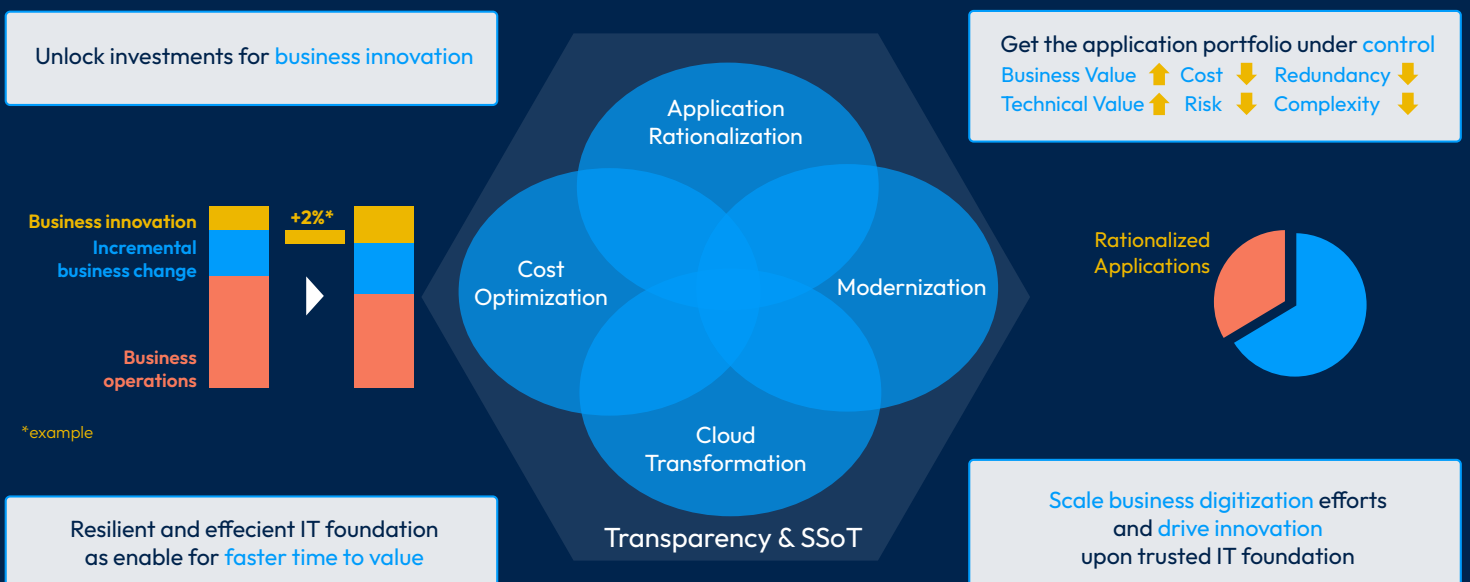 Unlock investments for business innovation
Get the application portfolio under control
Business Value Cost Redundancy
Technical Value Risk Complexity
Application
Rationalization
Cost
Optimization
Modernization
Cloud
Transformation
Transparency & SSoT
Business innovation
Incremental
business change
Business
operations
+2%*
*example
Rationalized
Applications
Resilient and effecient IT foundation
as enable for faster time to value
Scale business digitization efforts
and drive innovation
upon trusted IT foundation